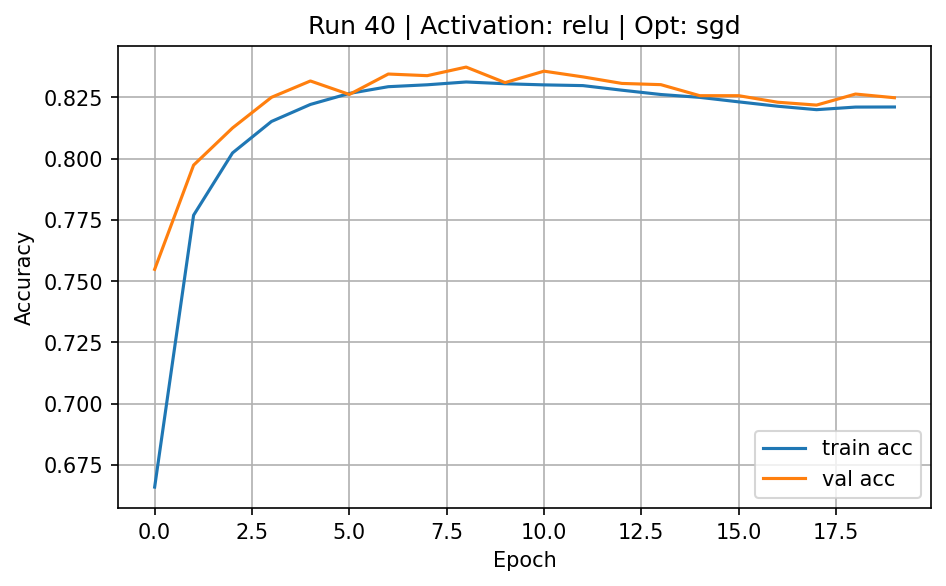 Run 40 | Activation: relu | Opt: sgd
0.825
0.800
0.775
0.750
0.725
0.700
0.675
Accuracy
train acc
val acc
0.0 2.5 5.0 7.5 10.0 12.5 15.0 17.5
Epoch